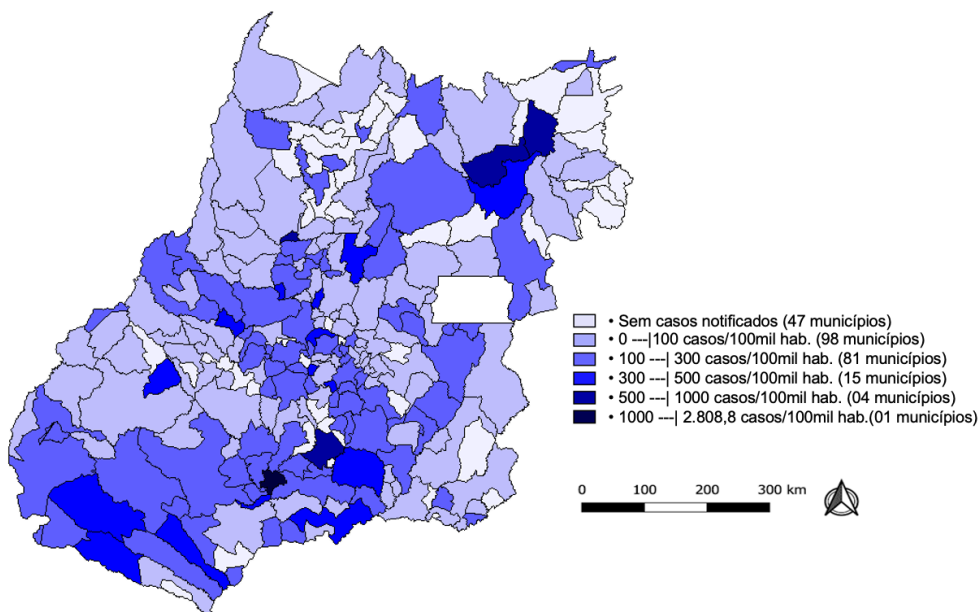 • Sem casos notificados (47 municípios)
• 0 ---|100 casos/100mil hab. (98 municípios)
• 100 ---| 300 casos/100mil hab. (81 municípios)
• 300 ---| 500 casos/100mil hab. (15 municípios)
• 500 ---| 1000 casos/100mil hab. (04 municípios)
• 1000 ---| 2.808,8 casos/100mil hab.(01 municípios)
0 100 200 300 km